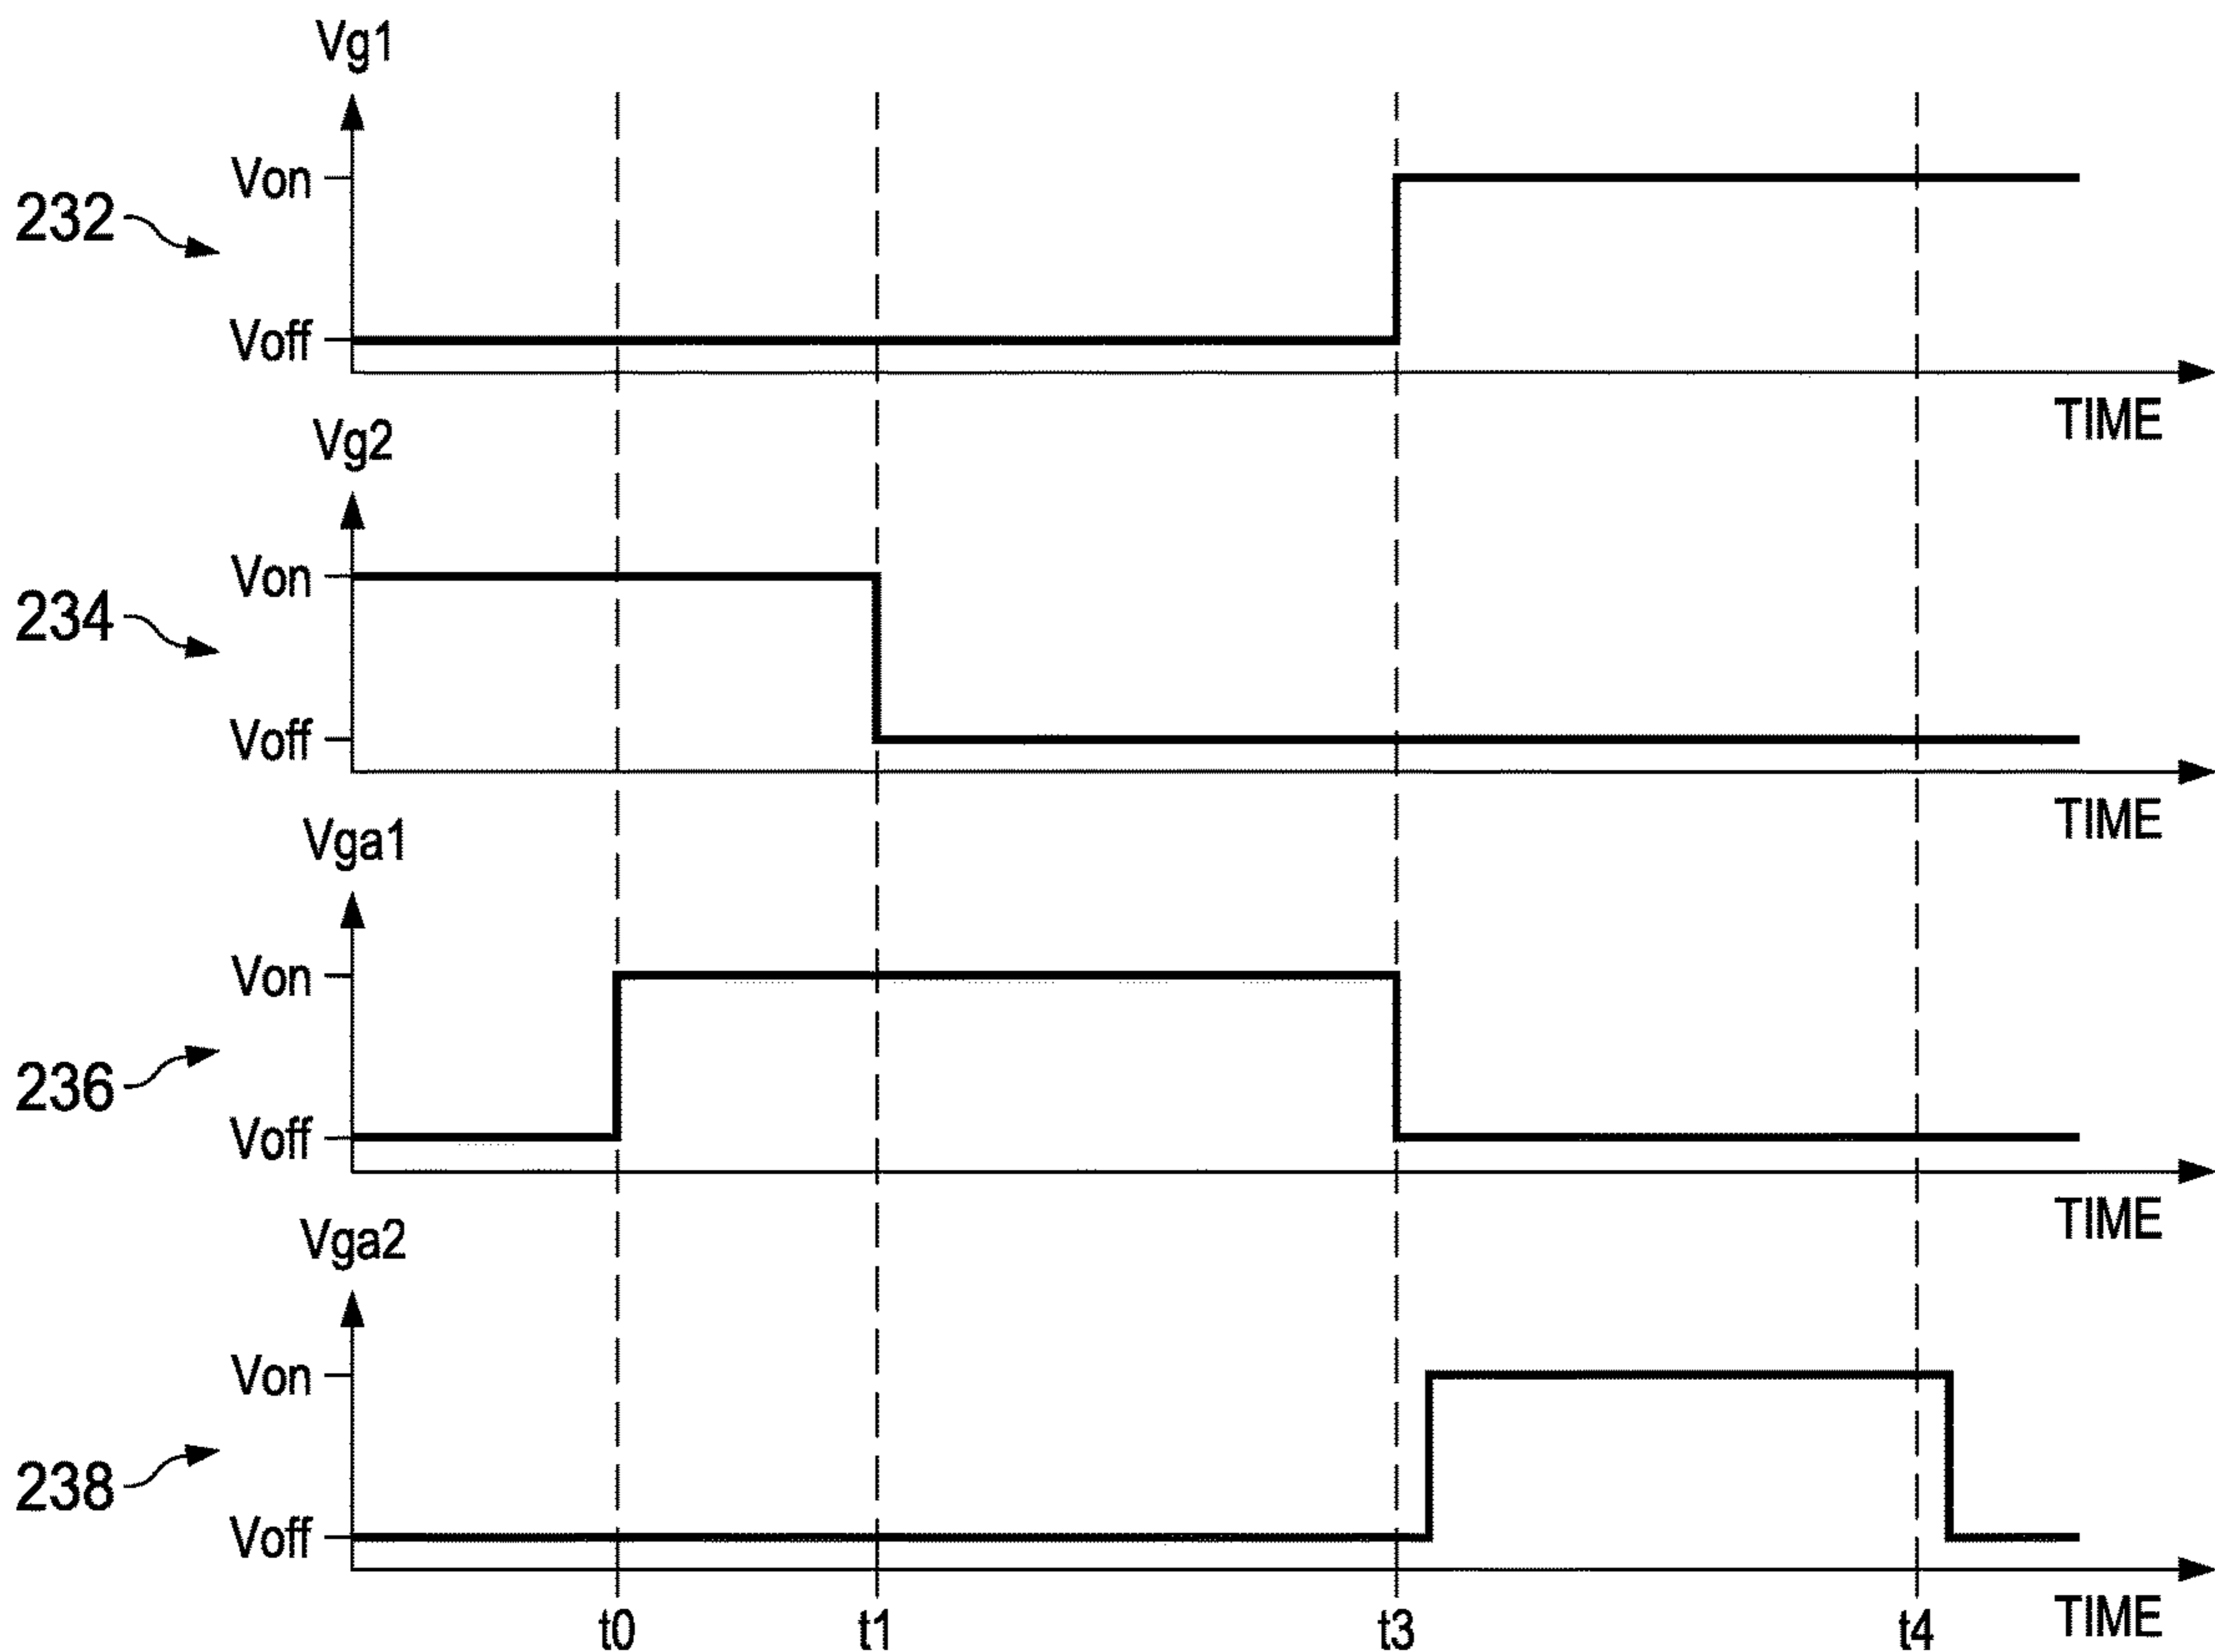 Vg1
Von
232
Voff
TIME
Vg2
Von
234
Voff
TIME
Vga1
Von
236
Voff
TIME
Vga2
Von
238
Voff
t0 t1 t3 t4 TIME